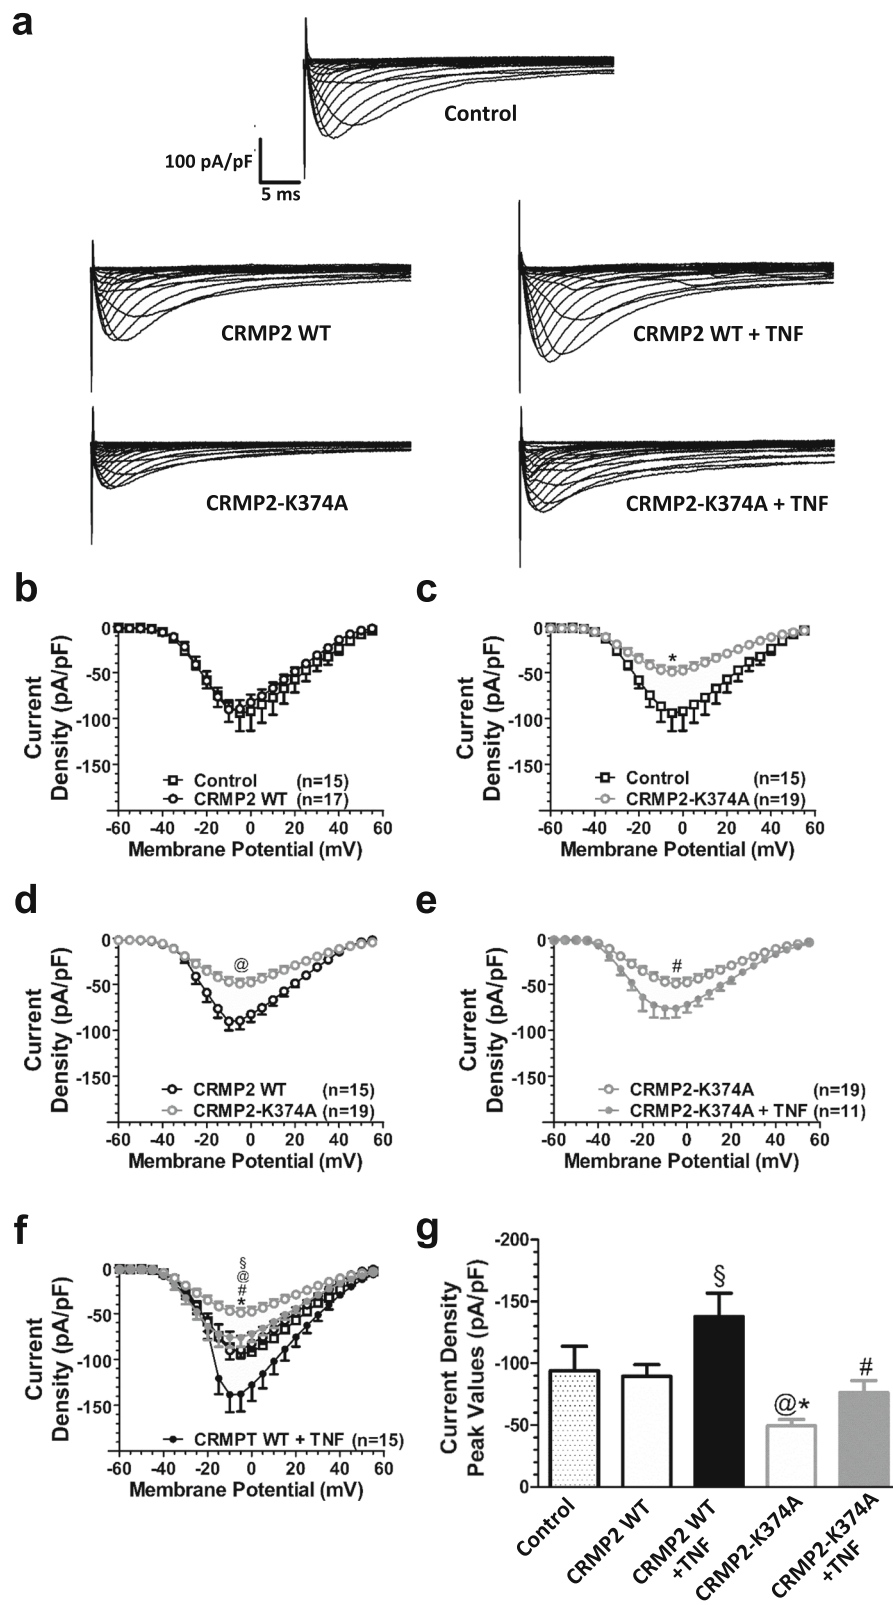 a
Control
100 pA/pF
5 ms
CRMP2 WT
CRMP2 WT + TNF
CRMP2-K374A
CRMP2-K374A + TNF
b
Current
Density (pA/pF)
0
-50
-100
-150
Control (n=15)
CRMP2 WT (n=17)
-60 -40 -20 0 20 40 60
Membrane Potential (mV)
c
Current
Density (pA/pF)
0
-50
-100
-150
*
Control (n=15)
CRMP2-K374A (n=19)
-60 -40 -20 0 20 40 60
Membrane Potential (mV)
d
Current
Density (pA/pF)
0
-50
-100
-150
@
CRMP2 WT (n=15)
CRMP2-K374A (n=19)
-60 -40 -20 0 20 40 60
Membrane Potential (mV)
e
Current
Density (pA/pF)
0
-50
-100
-150
#
CRMP2-K374A (n=19)
CRMP2-K374A + TNF (n=11)
-60 -40 -20 0 20 40 60
Membrane Potential (mV)
f
Current
Density (pA/pF)
0
-50
-100
-150
§
@
#
*
CRMPT WT + TNF (n=15)
-60 -40 -20 0 20 40 60
Membrane Potential (mV)
g
Current Density
Peak Values (pA/pF)
-200
-150
-100
-50
0
§
@*
#
Control
CRMP2 WT
CRMP2 WT
+TNF
CRMP2-K374A
CRMP2-K374A
+TNF